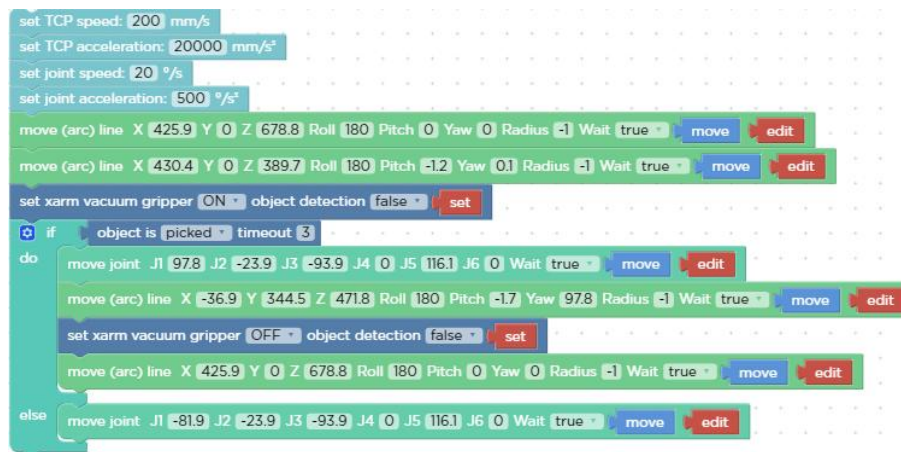 set TCP speed: 200 mm/s
set TCP acceleration: 20000 mm/s²
set joint speed: 20 °/s
set joint acceleration: 500 °/s²
move (arc) line X 425.9 Y 0 Z 678.8 Roll 180 Pitch 0 Yaw 0 Radius -1 Wait true move edit
move (arc) line X 430.4 Y 0 Z 389.7 Roll 180 Pitch -1.2 Yaw 0.1 Radius -1 Wait true move edit
set xarm vacuum gripper ON object detection false set
if object is picked timeout 3
do move joint J1 97.8 J2 -23.9 J3 -93.9 J4 0 J5 116.1 J6 0 Wait true move edit
move (arc) line X -36.9 Y 344.5 Z 471.8 Roll 180 Pitch -1.7 Yaw 97.8 Radius -1 Wait true move edit
set xarm vacuum gripper OFF object detection false set
move (arc) line X 425.9 Y 0 Z 678.8 Roll 180 Pitch 0 Yaw 0 Radius -1 Wait true move edit
else move joint J1 -81.9 J2 -23.9 J3 -93.9 J4 0 J5 116.1 J6 0 Wait true move edit